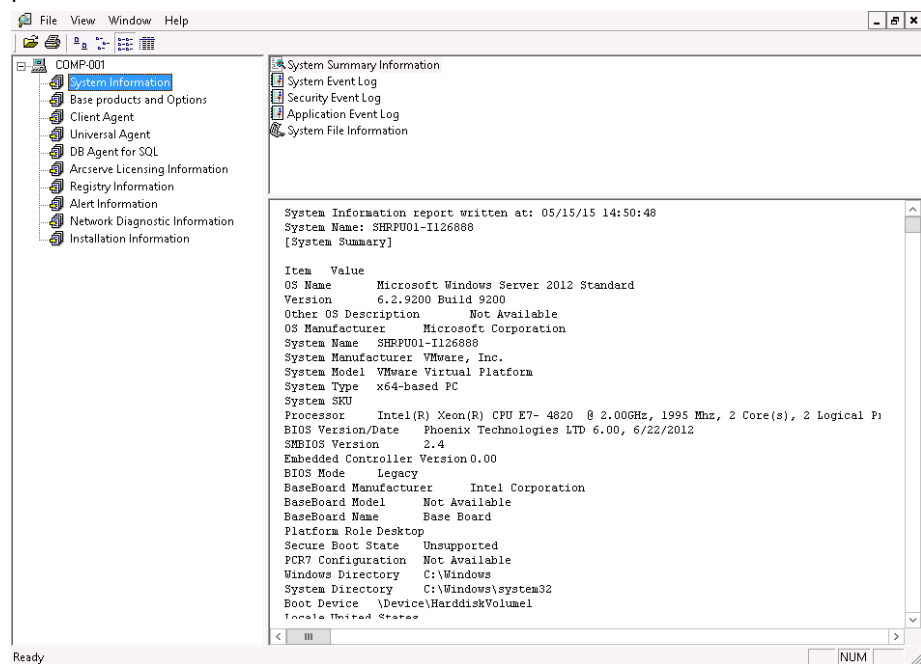 File View Window Help
COMP-001
System Information
Base products and Options
Client Agent
Universal Agent
DB Agent for SQL
Arcserve Licensing Information
Registry Information
Alert Information
Network Diagnostic Information
Installation Information
System Summary Information
System Event Log
Security Event Log
Application Event Log
System File Information
System Information report written at: 05/15/15 14:50:48
System Name: SHRPU01-I126888
[System Summary]
Item Value
OS Name Microsoft Windows Server 2012 Standard
Version 6.2.9200 Build 9200
Other OS Description Not Available
OS Manufacturer Microsoft Corporation
System Name SHRPU01-I126888
System Manufacturer VMware, Inc.
System Model VMware Virtual Platform
System Type x64-based PC
System SKU
Processor Intel(R) Xeon(R) CPU E7- 4820 @ 2.00GHz, 1995 Mhz, 2 Core(s), 2 Logical
BIOS Version/Date Phoenix Technologies LTD 6.00, 6/22/2012
SMBIOS Version 2.4
Embedded Controller Version 0.00
BIOS Mode Legacy
BaseBoard Manufacturer Intel Corporation
BaseBoard Model Not Available
BaseBoard Name Base Board
Platform Role Desktop
Secure Boot State Unsupported
PCR7 Configuration Not Available
Windows Directory C:\Windows
System Directory C:\Windows\system32
Boot Device \Device\HarddiskVolume1
Locale United States
Ready NUM